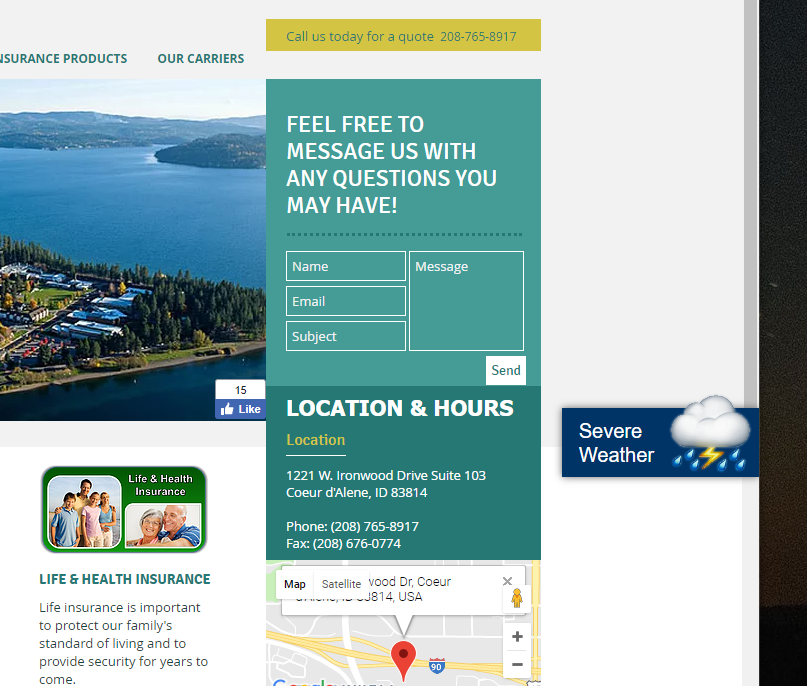 Call us today for a quote  208-765-8917
NSURANCE PRODUCTS
OUR CARRIERS
FEEL FREE TO
MESSAGE US WITH
ANY QUESTIONS YOU
MAY HAVE!
Name
Message
Email
Subject
Send
15
Like
LOCATION & HOURS
Location
1221 W. Ironwood Drive Suite 103
Coeur d'Alene, ID 83814
Phone: (208) 765-8917
Fax: (208) 676-0774
Severe
Weather
Life & Health
Insurance
LIFE & HEALTH INSURANCE
Life insurance is important
to protect our family's
standard of living and to
provide security for years to
come.
Map
Satellite
wood Dr, Coeur
d'Alene, ID 83814, USA
90